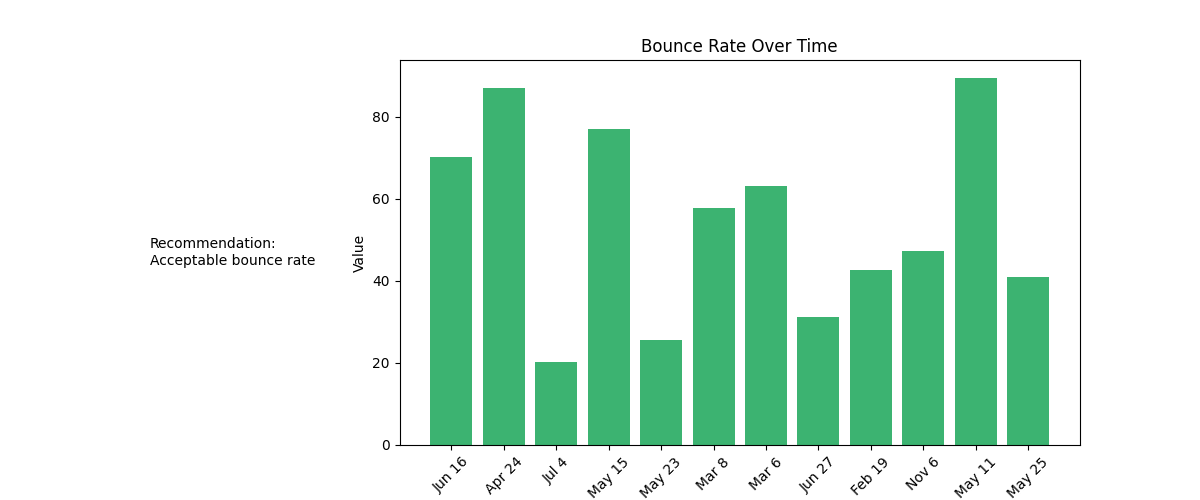 Bounce Rate Over Time
Recommendation:
Acceptable bounce rate
Value
80
60
40
20
0
Jun 16
Apr 24
Jul 4
May 15
May 23
Mar 8
Mar 6
Jun 27
Feb 19
Nov 6
May 11
May 25